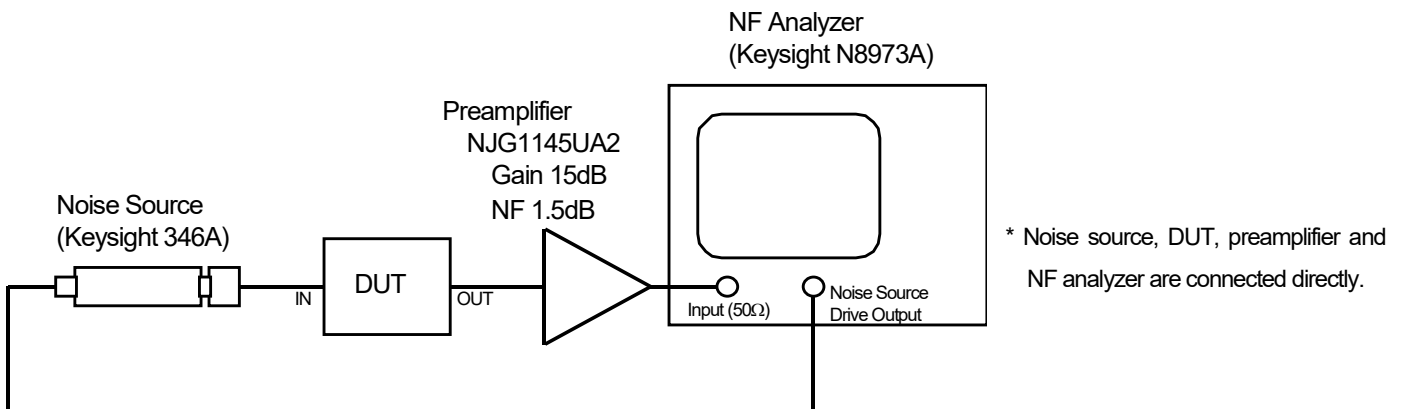 NF Analyzer
(Keysight N8973A)
Preamplifier
NJG1145UA2
Gain 15dB
NF 1.5dB
Noise Source
(Keysight 346A)
DUT
IN
OUT
Input (50Ω)
Noise Source
Drive Output
* Noise source, DUT, preamplifier and
NF analyzer are connected directly.